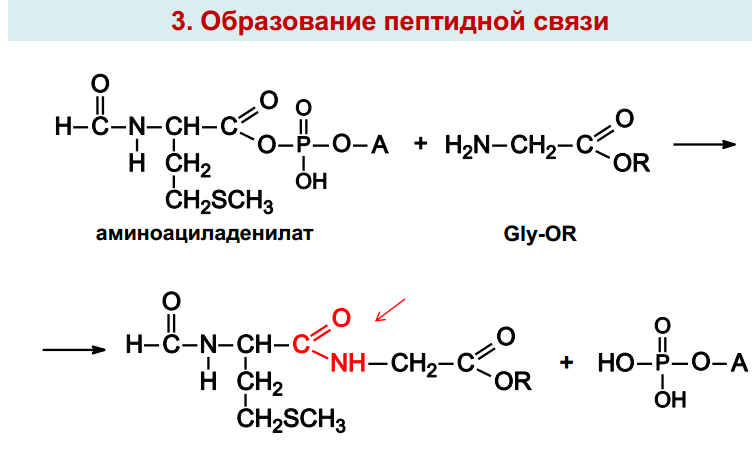 3. Образование пептидной связи
O O O
H–C–N–CH–C O–P–O–A + H₂N–CH₂–C O
H CH₂ OH OR
CH₂SCH₃
аминоациладенилат Gly-OR
O O
H–C–N–CH–C NH–CH₂–C O + HO–P–O–A
O
H CH₂ OR OH
CH₂SCH₃